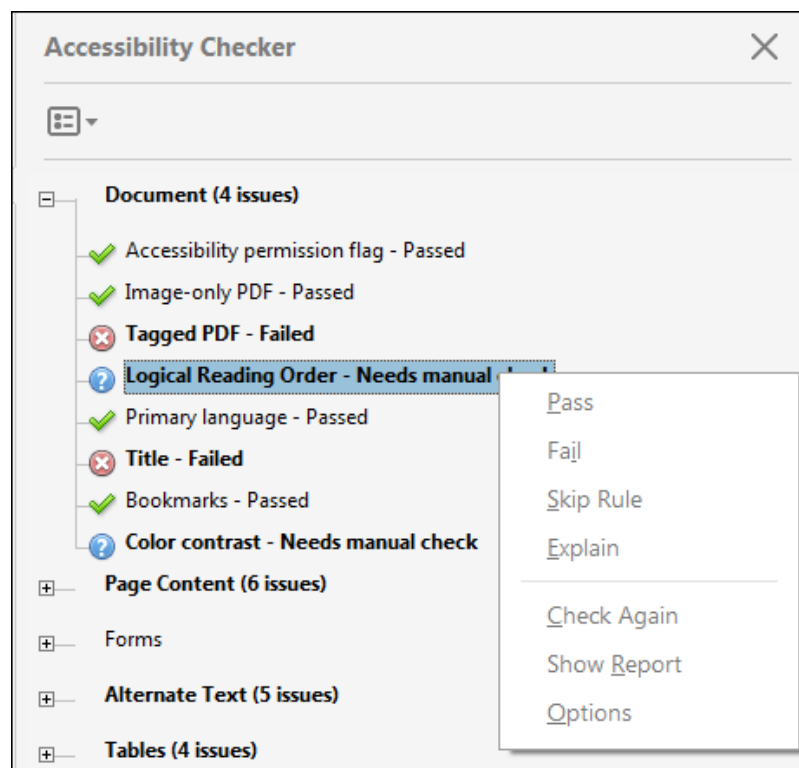 Accessibility Checker
Document (4 issues)
Accessibility permission flag - Passed
Image-only PDF - Passed
Tagged PDF - Failed
Logical Reading Order - Needs manual
Primary language - Passed
Title - Failed
Bookmarks - Passed
Color contrast - Needs manual check
Page Content (6 issues)
Forms
Alternate Text (5 issues)
Tables (4 issues)
Pass
Fail
Skip Rule
Explain
Check Again
Show Report
Options